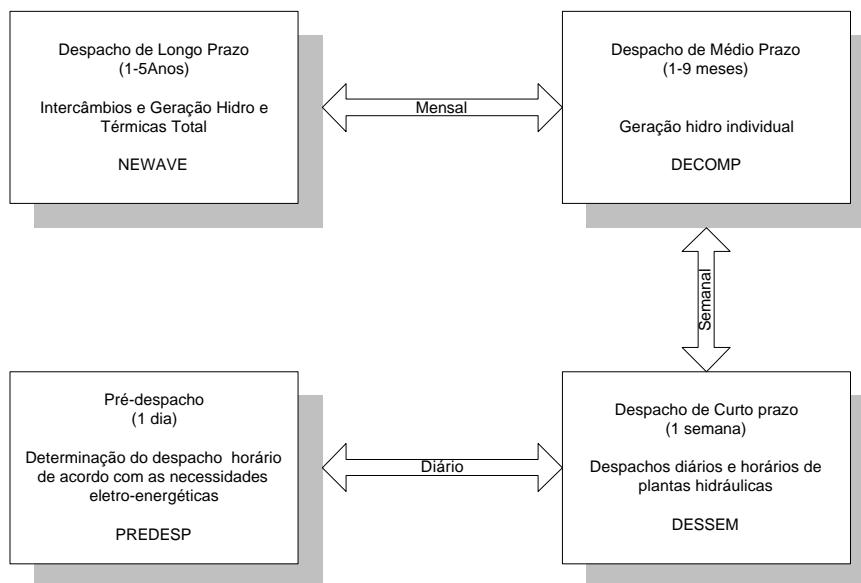 Despacho de Longo Prazo
(1-5Anos)
Intercâmbios e Geração Hidro e
Térmicas Total
NEWAVE
Mensal
Despacho de Médio Prazo
(1-9 meses)
Geração hidro individual
DECOMP
Semanal
Pré-despacho
(1 dia)
Determinação do despacho horário
de acordo com as necessidades
eletro-energéticas
PREDESP
Diário
Despacho de Curto prazo
(1 semana)
Despachos diários e horários de
plantas hidráulicas
DESSEM